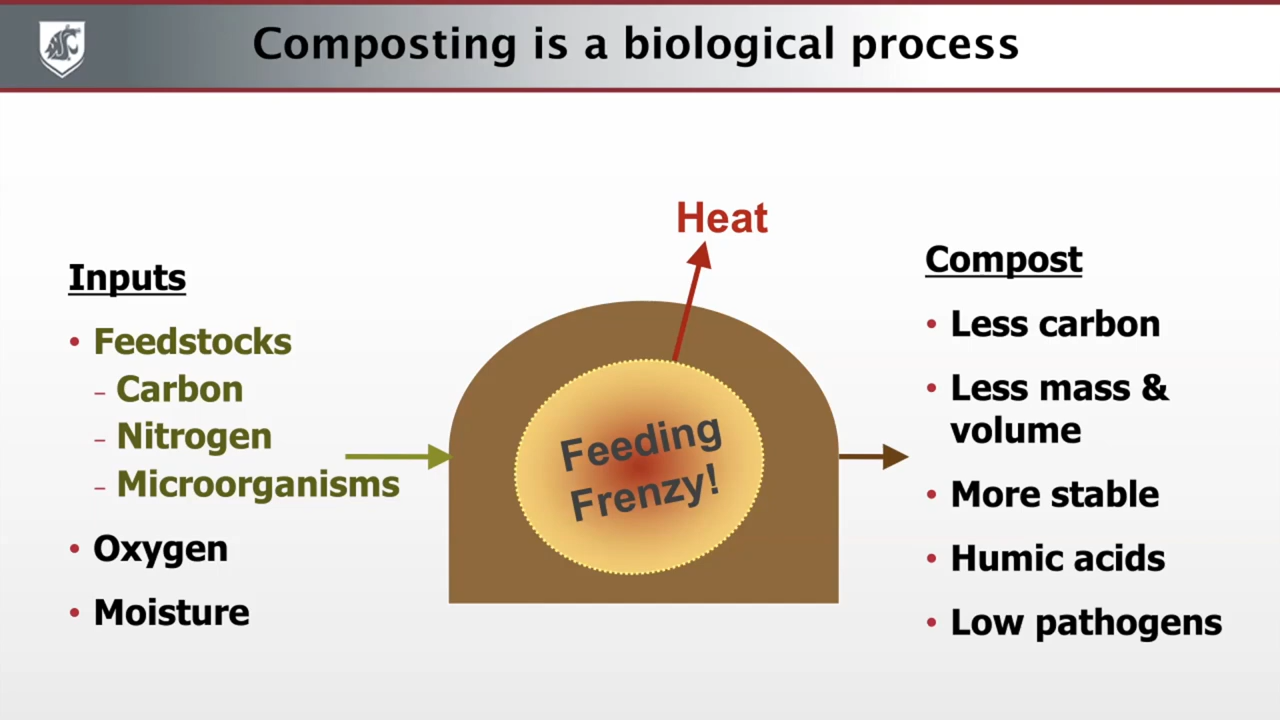 Composting is a biological process
Inputs
• Feedstocks
– Carbon
– Nitrogen
– Microorganisms
• Oxygen
• Moisture
Heat
Feeding
Frenzy!
Compost
• Less carbon
• Less mass &
volume
• More stable
• Humic acids
• Low pathogens